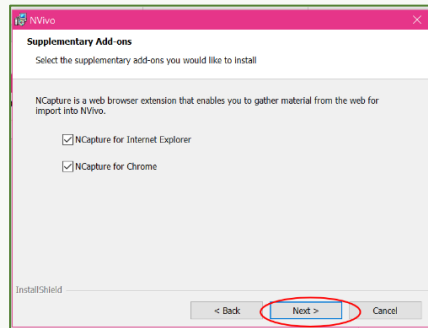 NVivo
Supplementary Add-ons
Select the supplementary add-ons you would like to install
NCapture is a web browser extension that enables you to gather material from the web for
import into NVivo.
NCapture for Internet Explorer
NCapture for Chrome
InstallShield
< Back
Next >
Cancel